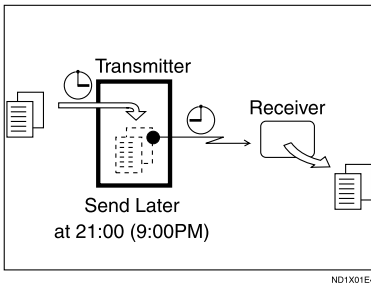 Transmitter
Receiver
Send Later
at 21:00 (9:00PM)